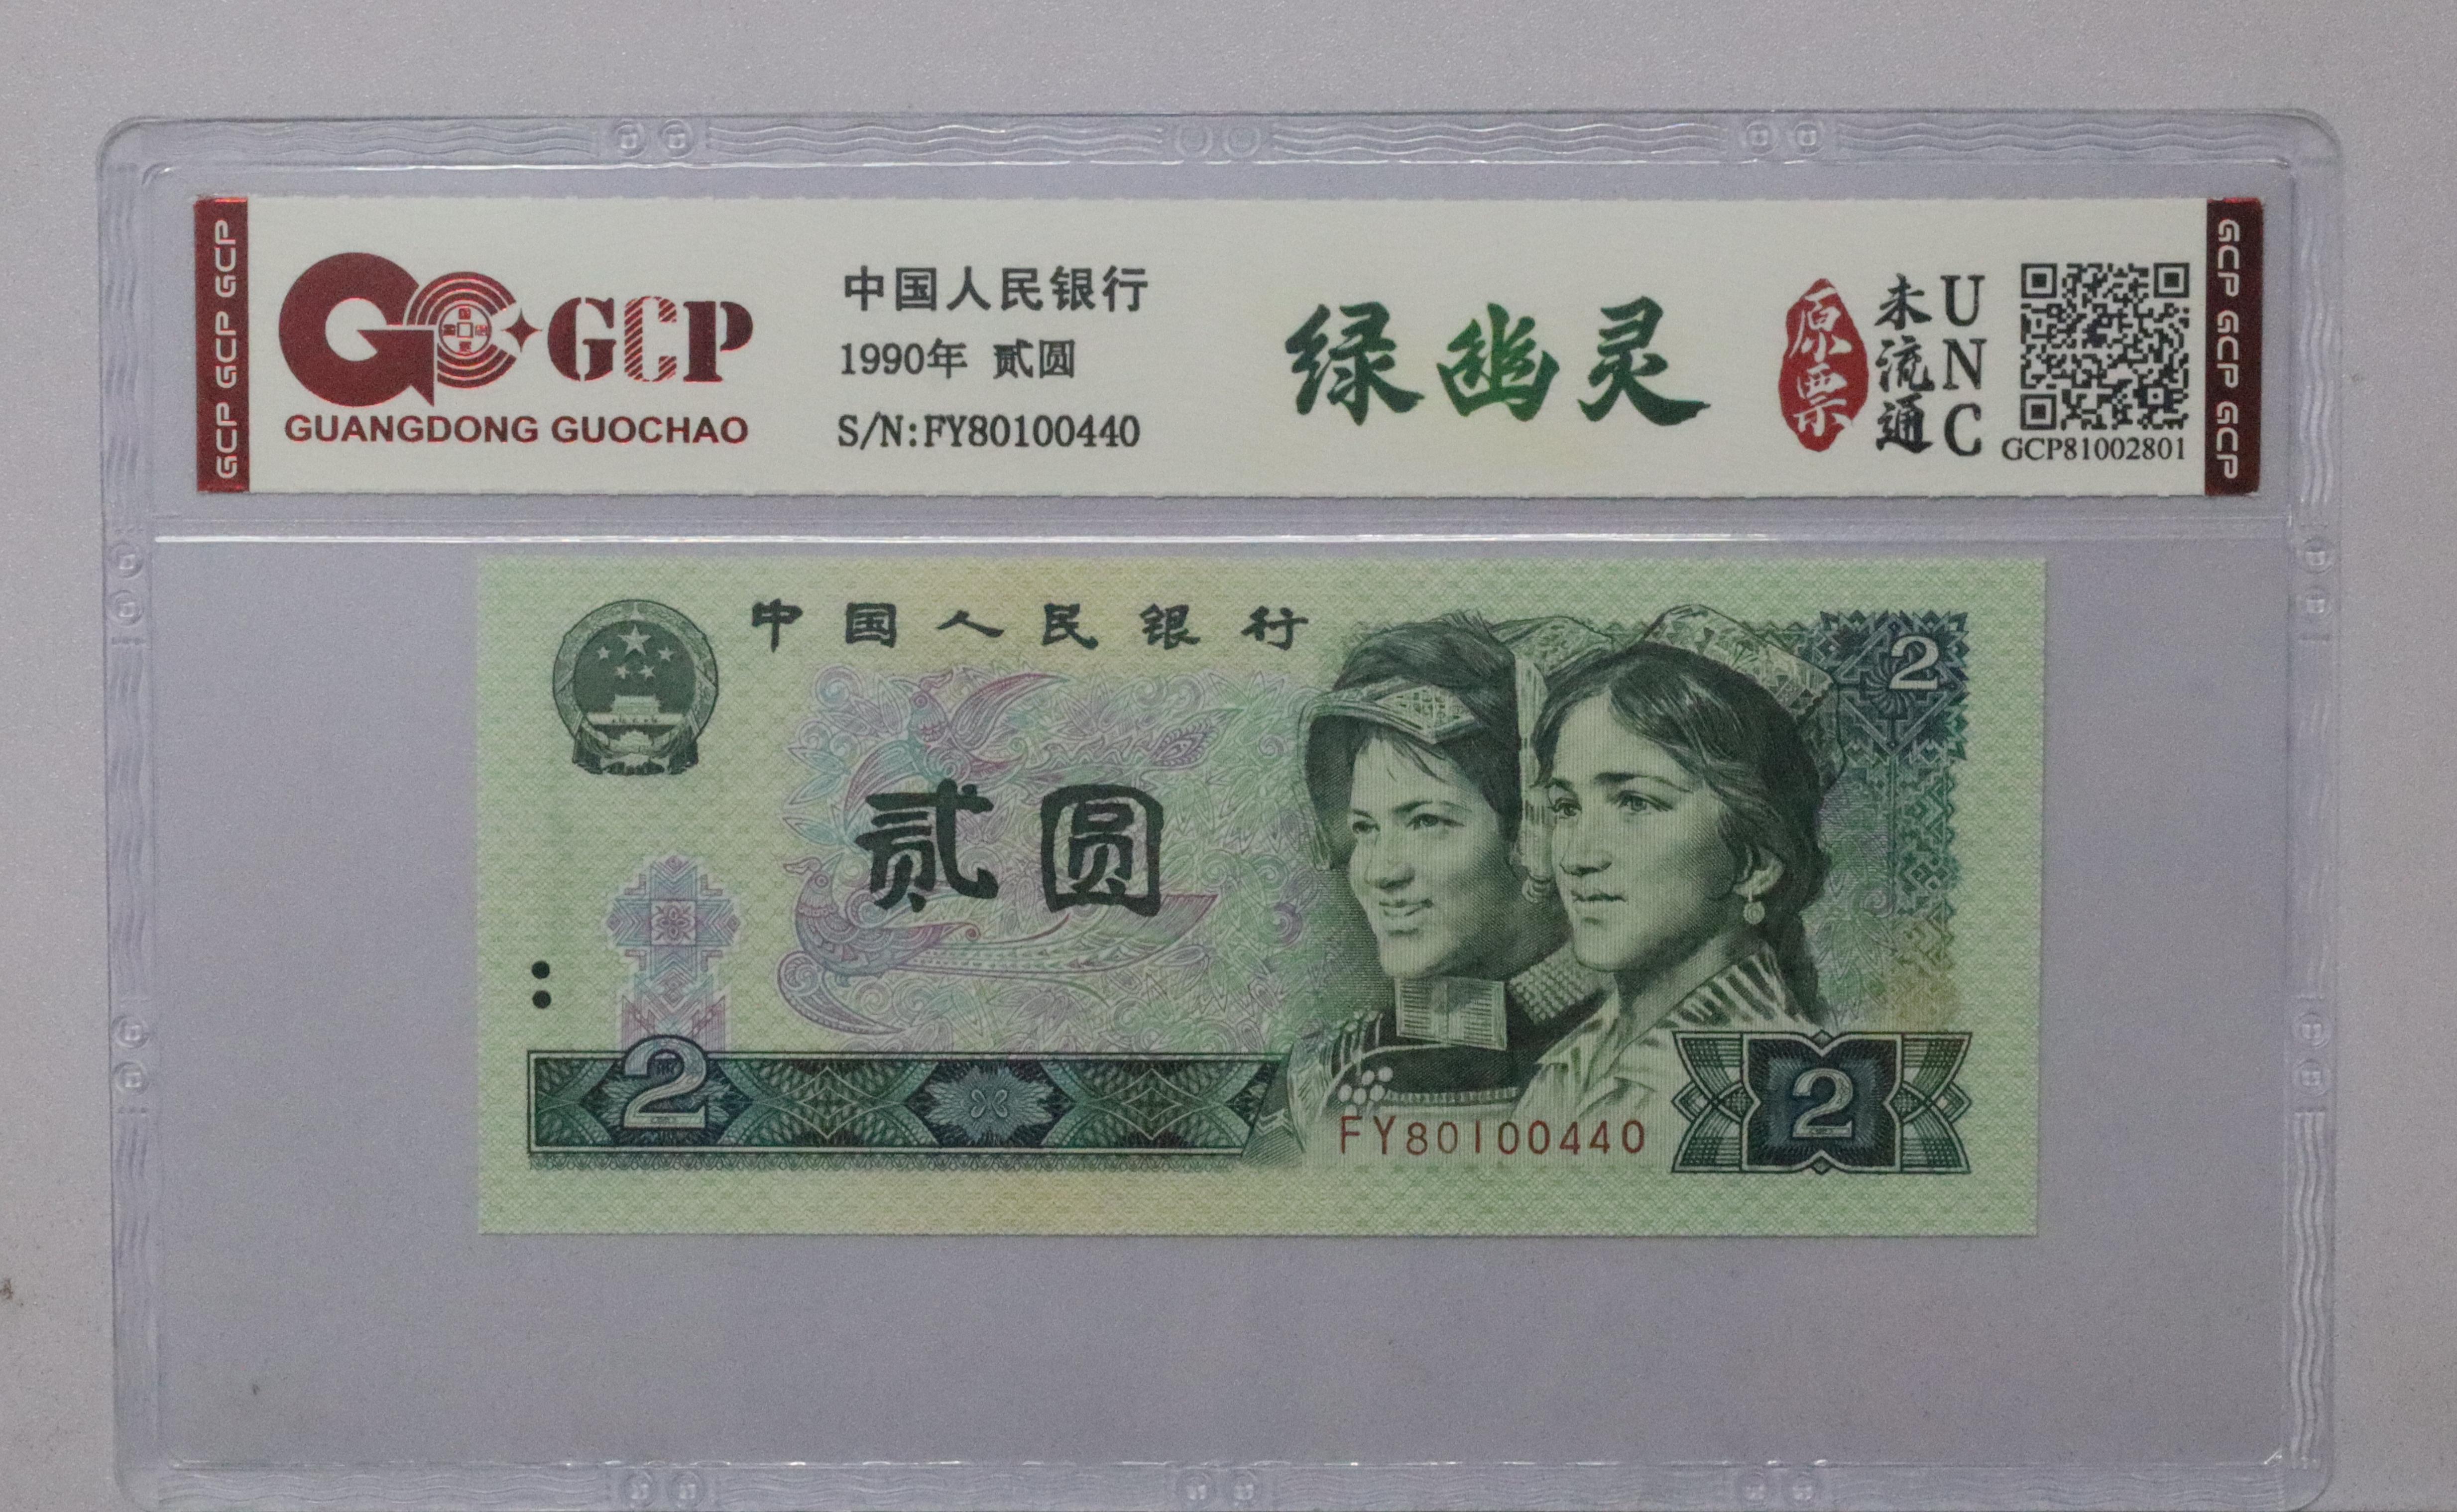 GCP GCP GCP
GCP
GUANGDONG GUOCHAO
中国人民银行
1990年 贰圆
S/N:FY80100440
绿幽灵
原票
未流通
UNC
GCP81002801
GCP GCP GCP
中国人民银行
2
贰圆
2
FY80100440
2